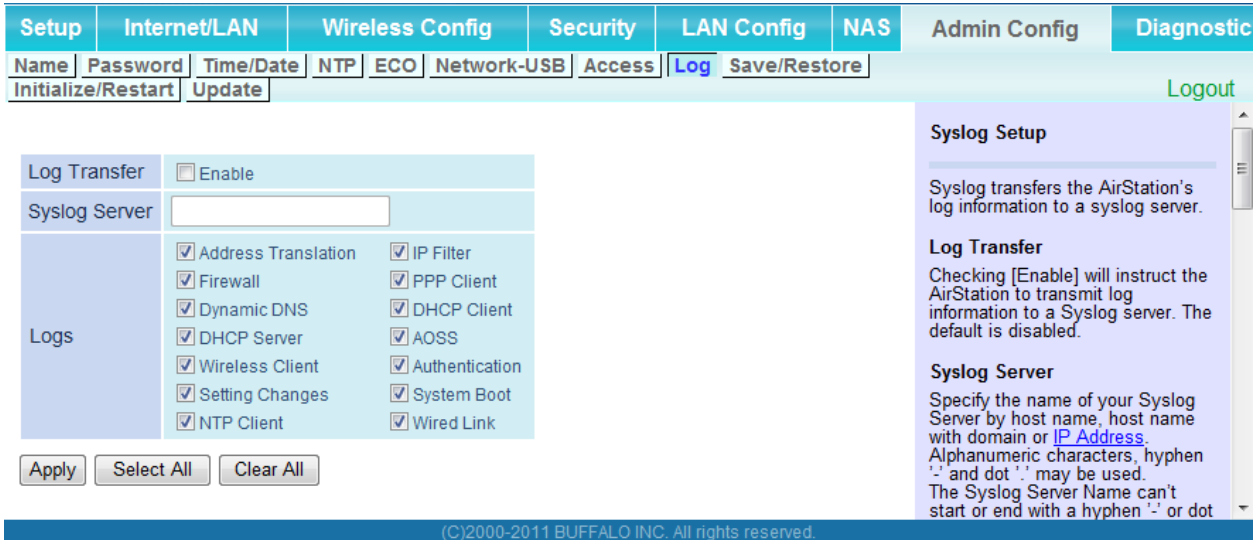 Setup Internet/LAN Wireless Config Security LAN Config NAS Admin Config Diagnostic
Name Password Time/Date NTP ECO Network-USB Access Log Save/Restore
Initialize/Restart Update
Logout
Log Transfer Enable
Syslog Server
Logs
Address Translation IP Filter
Firewall PPP Client
Dynamic DNS DHCP Client
DHCP Server AOSS
Wireless Client Authentication
Setting Changes System Boot
NTP Client Wired Link
Apply Select All Clear All
Syslog Setup
Syslog transfers the AirStation's
log information to a syslog server.
Log Transfer
Checking [Enable] will instruct the
AirStation to transmit log
information to a Syslog server. The
default is disabled.
Syslog Server
Specify the name of your Syslog
Server by host name, host name
with domain or IP Address.
Alphanumeric characters, hyphen
'-' and dot '.' may be used.
The Syslog Server Name can't
start or end with a hyphen '-' or dot
(C)2000-2011 BUFFALO INC. All rights reserved.